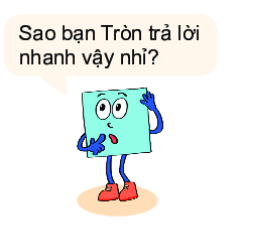 Sao bạn Tròn trả lời
nhanh vậy nhỉ?